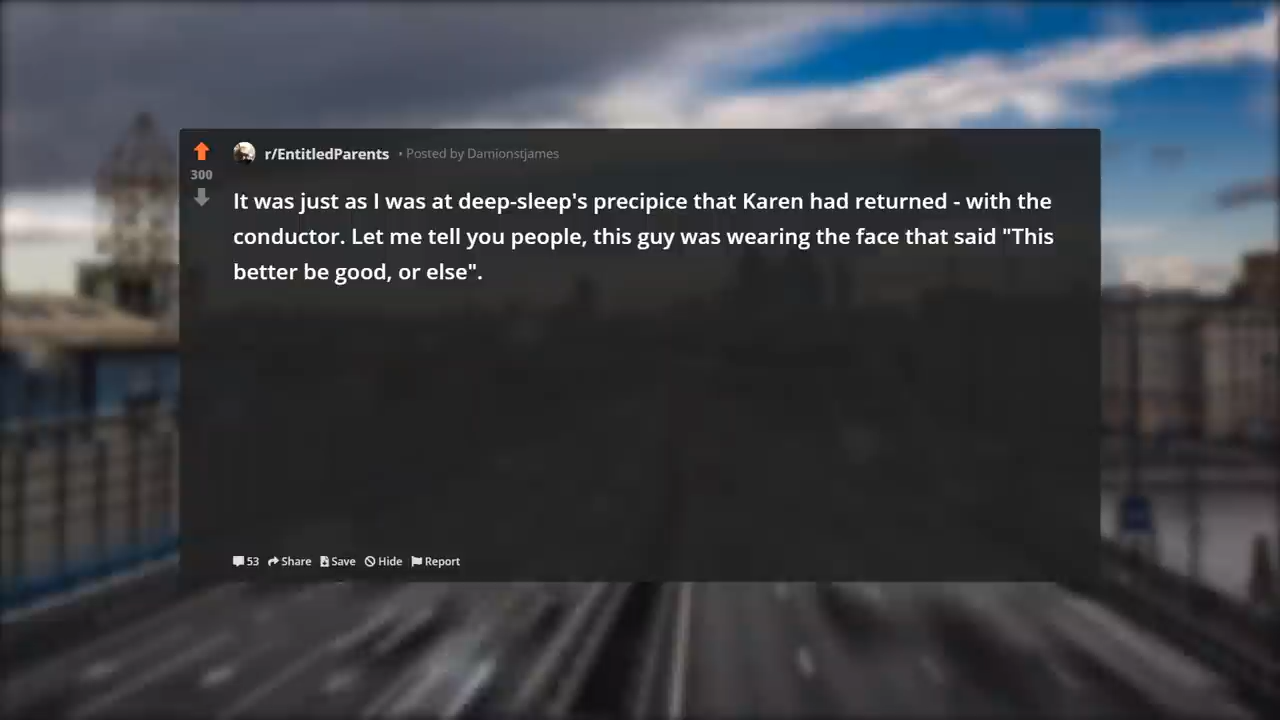 r/EntitledParents • Posted by Damionstjames
300
It was just as I was at deep-sleep's precipice that Karen had returned - with the
conductor. Let me tell you people, this guy was wearing the face that said "This
better be good, or else".
53 Share Save Hide Report